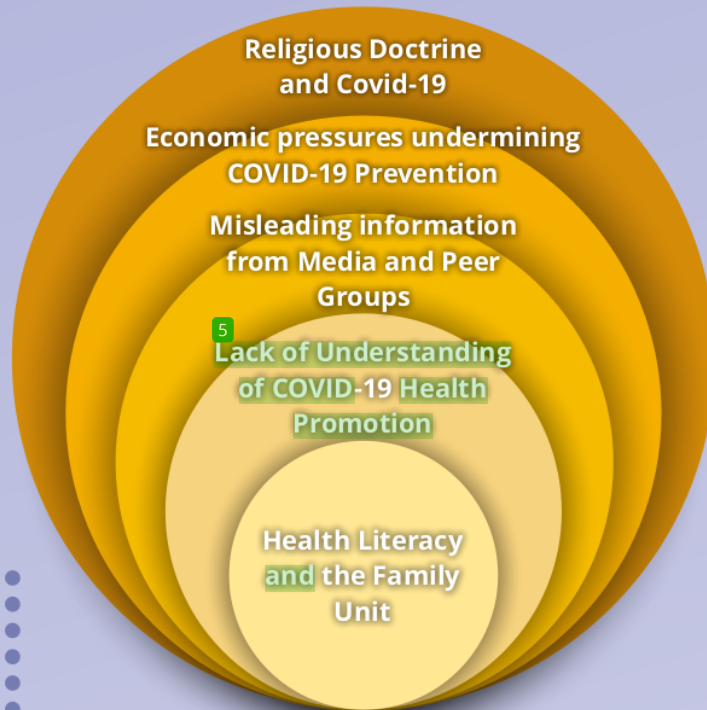 Religious Doctrine
and Covid-19
Economic pressures undermining
COVID-19 Prevention
Misleading information
from Media and Peer
Groups
5
Lack of Understanding
of COVID-19 Health
Promotion
Health Literacy
and the Family
Unit